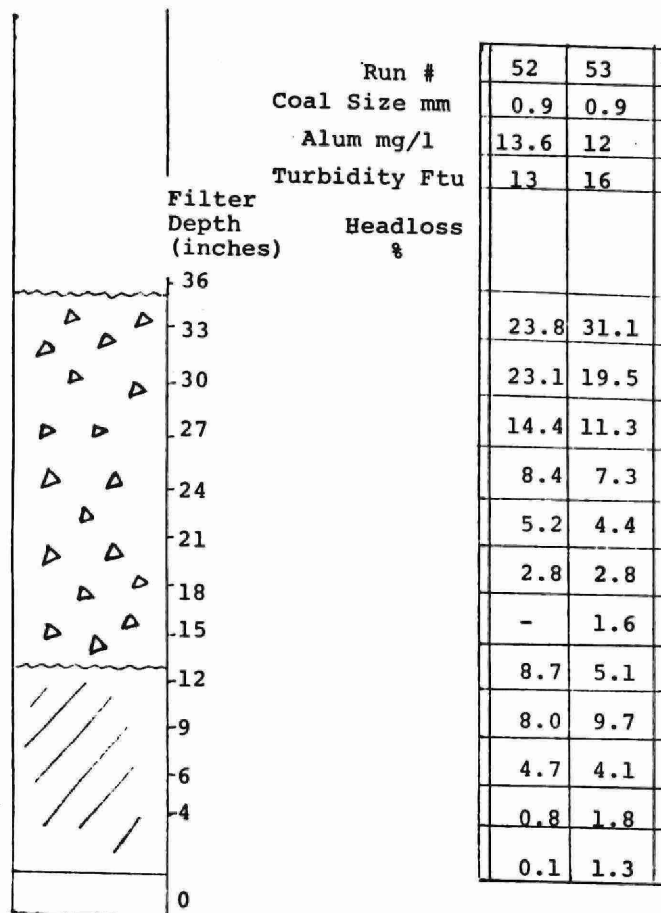 Run # 52 53
Coal Size mm 0.9 0.9
Alum mg/l 13.6 12
Turbidity Ftu 13 16
Filter
Depth Headloss
(inches) %
36
33 23.8 31.1
30 23.1 19.5
27 14.4 11.3
24 8.4 7.3
21 5.2 4.4
18 2.8 2.8
15 - 1.6
12 8.7 5.1
9 8.0 9.7
6 4.7 4.1
4 0.8 1.8
0 0.1 1.3